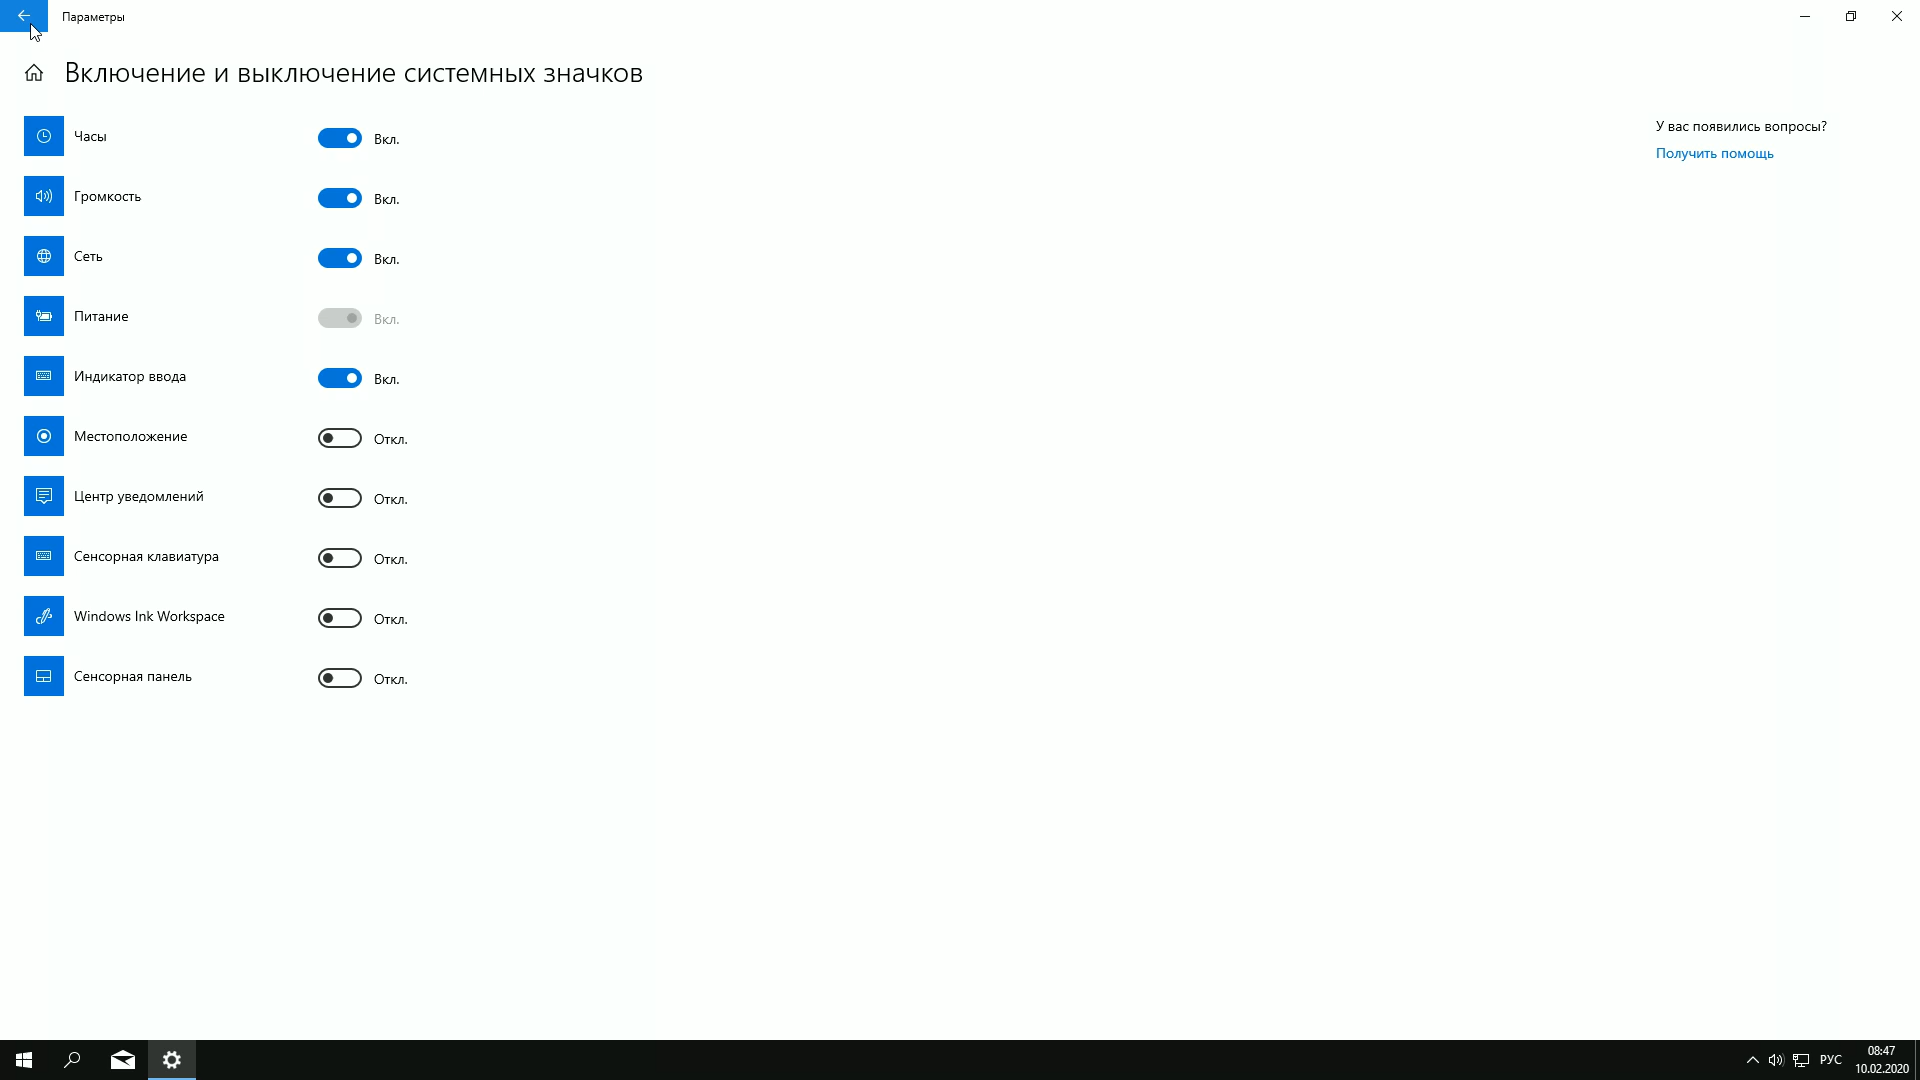 Параметры
Включение и выключение системных значков
Часы
Вкл.
Громкость
Вкл.
Сеть
Вкл.
Питание
Вкл.
Индикатор ввода
Вкл.
Местоположение
Откл.
Центр уведомлений
Откл.
Сенсорная клавиатура
Откл.
Windows Ink Workspace
Откл.
Сенсорная панель
Откл.
У вас появились вопросы?
Получить помощь
РУС
08:47
10.02.2020